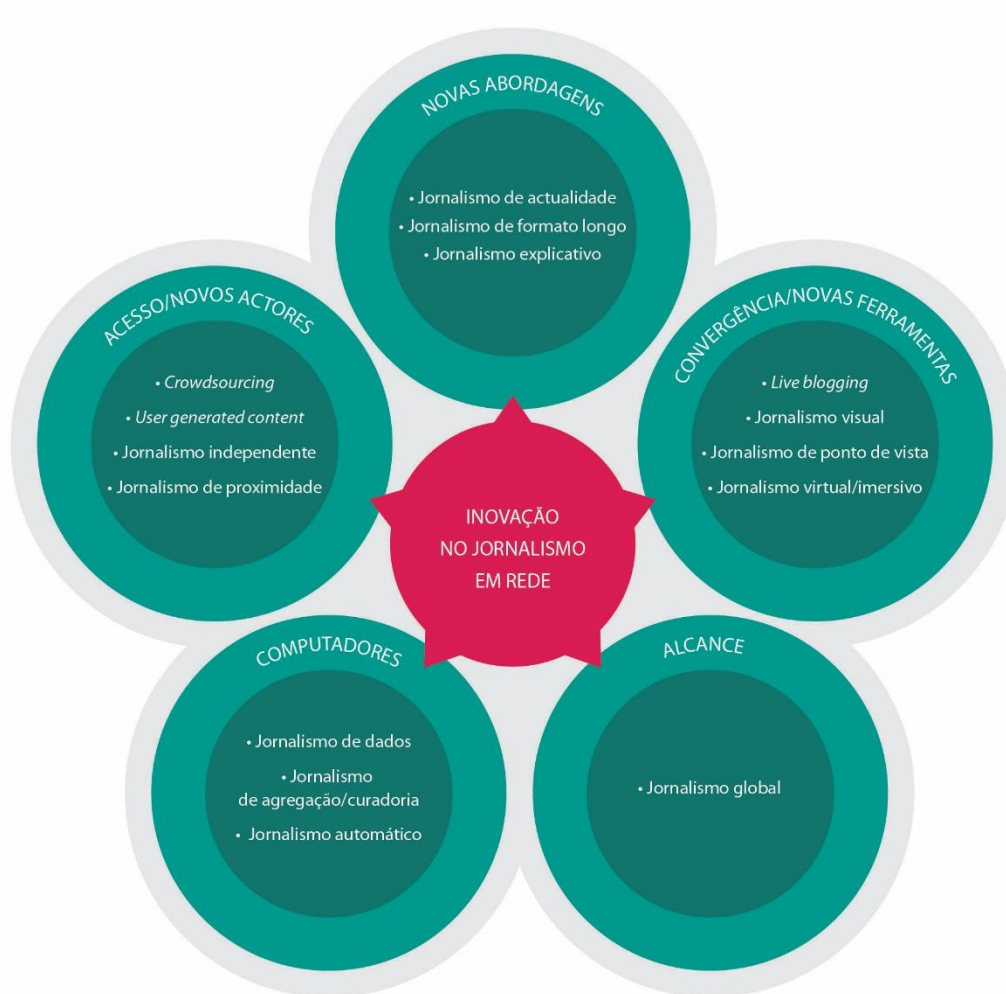 NOVAS ABORDAGENS
• Jornalismo de actualidade
• Jornalismo de formato longo
• Jornalismo explicativo
ACESSO/NOVOS ACTORES
• Crowdsourcing
• User generated content
• Jornalismo independente
• Jornalismo de proximidade
CONVERGÊNCIA/NOVAS FERRAMENTAS
• Live blogging
• Jornalismo visual
• Jornalismo de ponto de vista
• Jornalismo virtual/imersivo
INOVAÇÃO
NO JORNALISMO
EM REDE
COMPUTADORES
• Jornalismo de dados
• Jornalismo
de agregação/curadoria
• Jornalismo automático
ALCANCE
• Jornalismo global